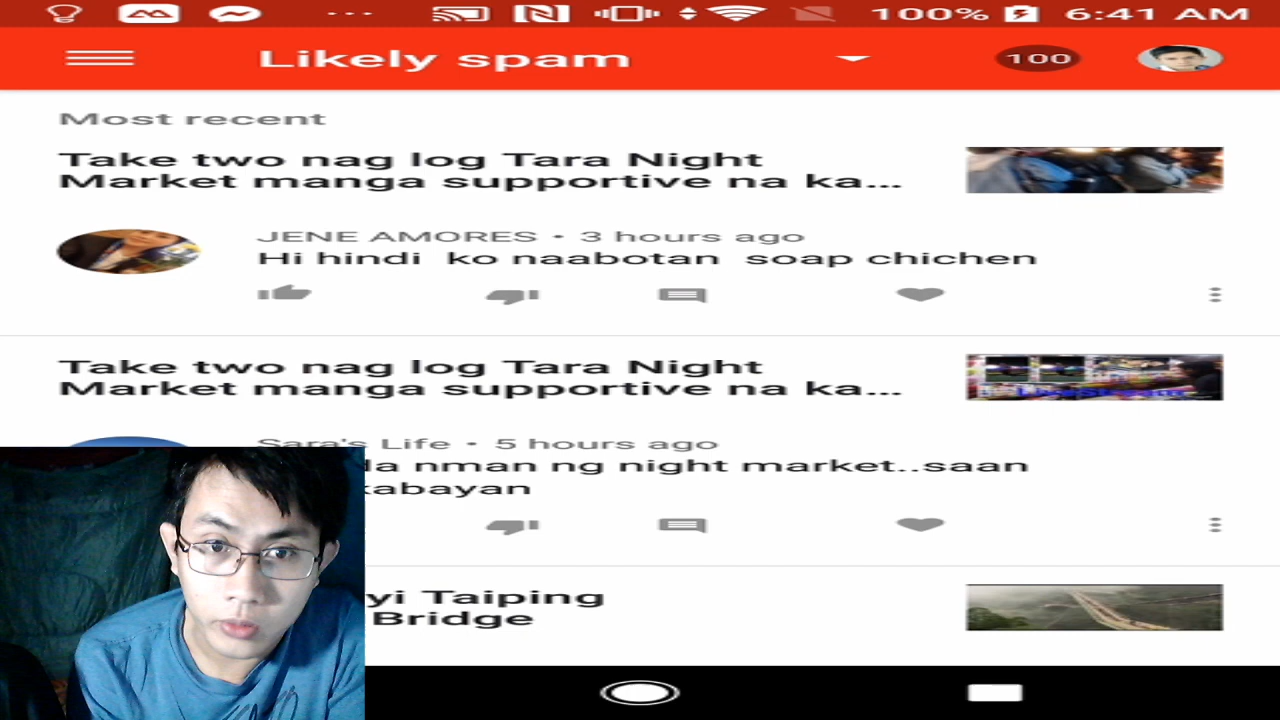 100% 6:41 AM
Likely spam
100
Most recent
Take two nag log Tara Night
Market manga supportive na ka...
JENE AMORES • 3 hours ago
Hi hindi ko naabotan soap chichen
Take two nag log Tara Night
Market manga supportive na ka...
Sara's Life • 5 hours ago
nman ng night market..saan
kabayan
Taiping
Bridge